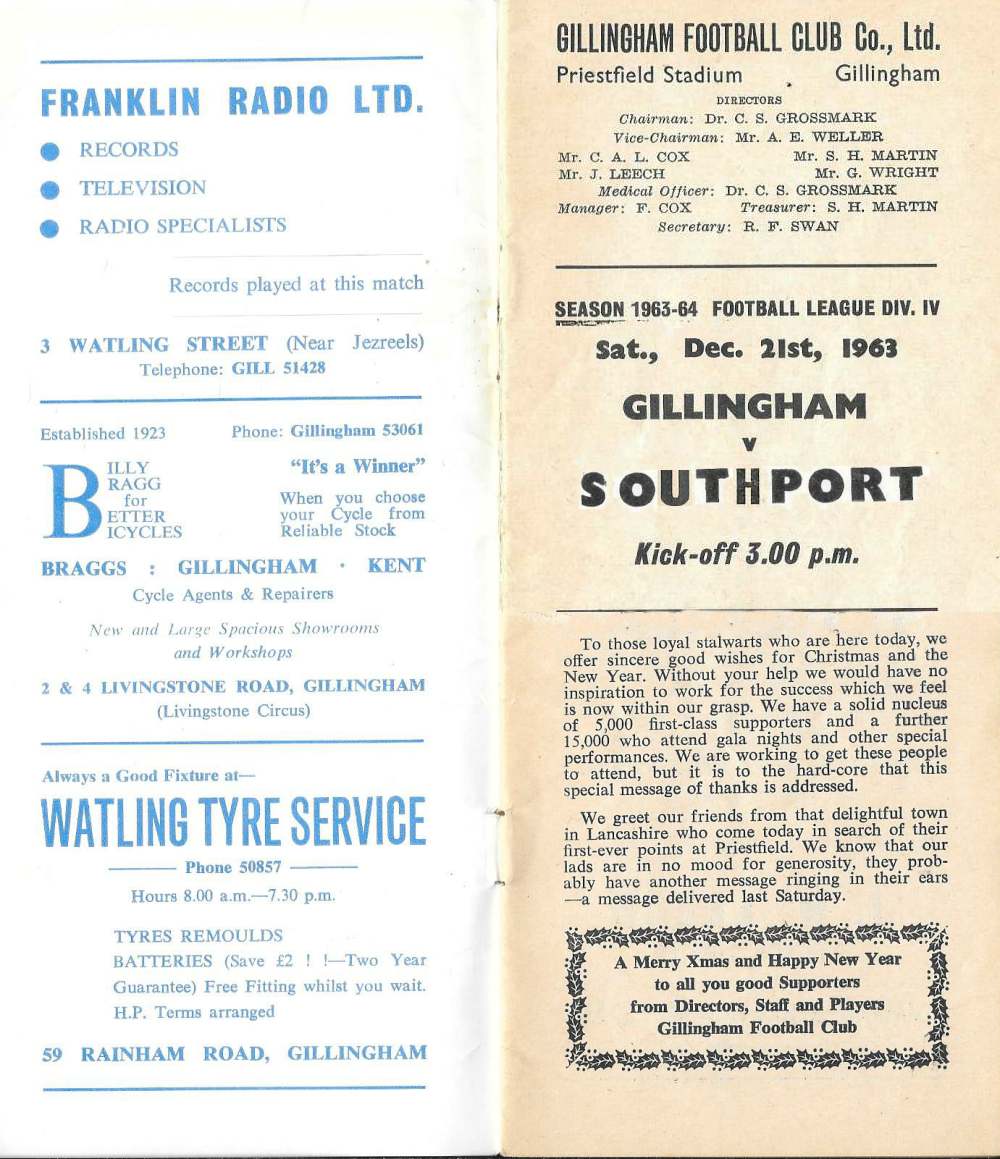 FRANKLIN RADIO LTD.
● RECORDS
● TELEVISION
● RADIO SPECIALISTS
Records played at this match
3 WATLING STREET (Near Jezreels)
Telephone: GILL 51428
Established 1923 Phone: Gillingham 53061
BILLY
BRAGG
for
BETTER
BICYCLES
"It's a Winner"
When you choose
your Cycle from
Reliable Stock
BRAGGS : GILLINGHAM · KENT
Cycle Agents & Repairers
New and Large Spacious Showrooms
and Workshops
2 & 4 LIVINGSTONE ROAD, GILLINGHAM
(Livingstone Circus)
Always a Good Fixture at—
WATLING TYRE SERVICE
Phone 50857
Hours 8.00 a.m.—7.30 p.m.
TYRES REMOULDS
BATTERIES (Save £2 ! !—Two Year
Guarantee) Free Fitting whilst you wait.
H.P. Terms arranged
59 RAINHAM ROAD, GILLINGHAM
GILLINGHAM FOOTBALL CLUB Co., Ltd.
Priestfield Stadium Gillingham
DIRECTORS
Chairman: Dr. C. S. GROSSMARK
Vice-Chairman: Mr. A. E. WELLER
Mr. C. A. L. COX Mr. S. H. MARTIN
Mr. J. LEECH Mr. G. WRIGHT
Medical Officer: Dr. C. S. GROSSMARK
Manager: F. COX Treasurer: S. H. MARTIN
Secretary: R. F. SWAN
SEASON 1963-64 FOOTBALL LEAGUE DIV. IV
Sat., Dec. 21st, 1963
GILLINGHAM
v
SOUTHPORT
Kick-off 3.00 p.m.
To those loyal stalwarts who are here today, we
offer sincere good wishes for Christmas and the
New Year. Without your help we would have no
inspiration to work for the success which we feel
is now within our grasp. We have a solid nucleus
of 5,000 first-class supporters and a further
15,000 who attend gala nights and other special
performances. We are working to get these people
to attend, but it is to the hard-core that this
special message of thanks is addressed.
We greet our friends from that delightful town
in Lancashire who come today in search of their
first-ever points at Priestfield. We know that our
lads are in no mood for generosity, they prob-
ably have another message ringing in their ears
—a message delivered last Saturday.
A Merry Xmas and Happy New Year
to all you good Supporters
from Directors, Staff and Players
Gillingham Football Club